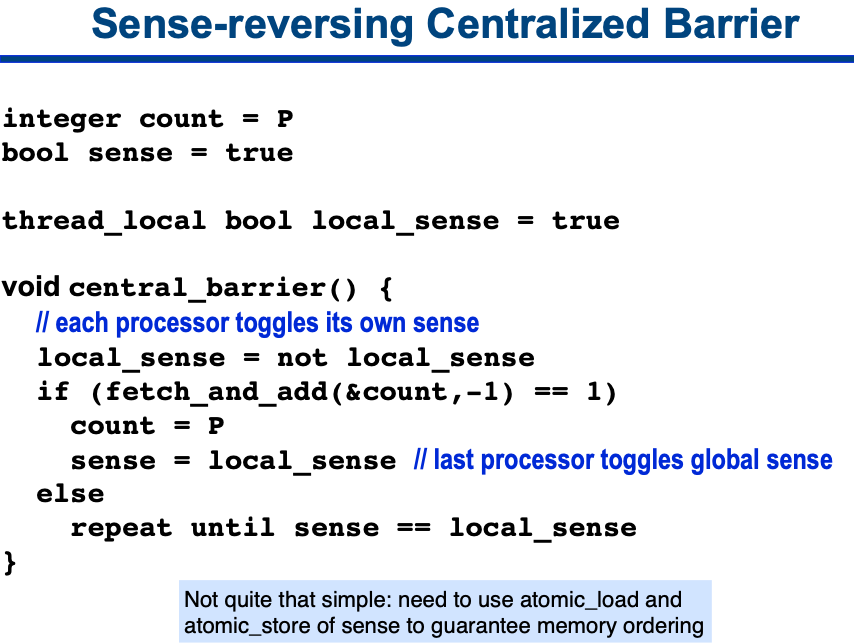 Sense-reversing Centralized Barrier
integer count = P
bool sense = true
thread_local bool local_sense = true
void central_barrier() {
// each processor toggles its own sense
local_sense = not local_sense
if (fetch_and_add(&count,-1) == 1)
count = P
sense = local_sense // last processor toggles global sense
else
repeat until sense == local_sense
}
Not quite that simple: need to use atomic_load and
atomic_store of sense to guarantee memory ordering